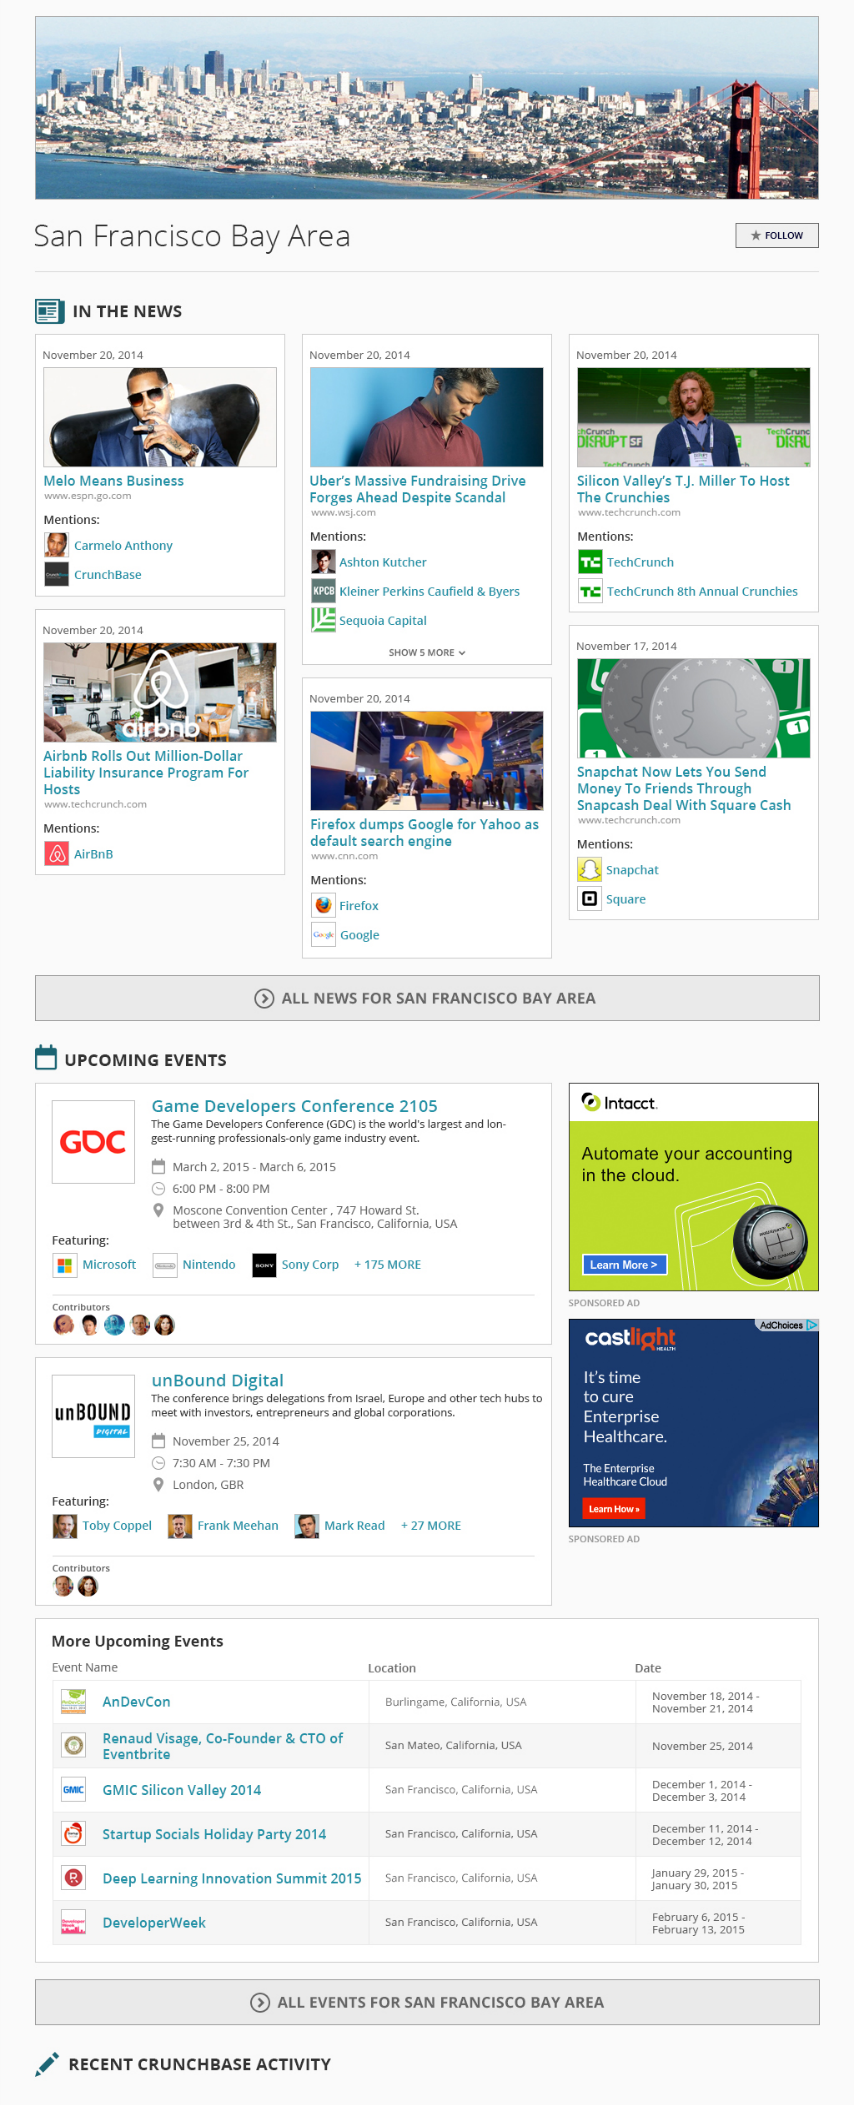 San Francisco Bay Area
★ FOLLOW
IN THE NEWS
November 20, 2014
Melo Means Business
www.espn.go.com
Mentions:
Carmelo Anthony
CrunchBase
November 20, 2014
airbnb
Airbnb Rolls Out Million-Dollar
Liability Insurance Program For
Hosts
www.techcrunch.com
Mentions:
AirBnB
November 20, 2014
Uber's Massive Fundraising Drive
Forges Ahead Despite Scandal
www.wsj.com
Mentions:
Ashton Kutcher
KPCB Kleiner Perkins Caufield & Byers
Sequoia Capital
SHOW 5 MORE
November 20, 2014
Firefox dumps Google for Yahoo as
default search engine
www.cnn.com
Mentions:
Firefox
Google Google
November 20, 2014
TechCrunch
DISRUPT SF
Silicon Valley's T.J. Miller To Host
The Crunchies
www.techcrunch.com
Mentions:
TechCrunch
TechCrunch 8th Annual Crunchies
November 17, 2014
Snapchat Now Lets You Send
Money To Friends Through
Snapcash Deal With Square Cash
www.techcrunch.com
Mentions:
Snapchat
Square
ALL NEWS FOR SAN FRANCISCO BAY AREA
UPCOMING EVENTS
GDC
Game Developers Conference 2105
The Game Developers Conference (GDC) is the world's largest and lon-
gest-running professionals-only game industry event.
March 2, 2015 - March 6, 2015
6:00 PM - 8:00 PM
Moscone Convention Center , 747 Howard St.
between 3rd & 4th St., San Francisco, California, USA
Featuring:
Microsoft Nintendo SONY Sony Corp + 175 MORE
Contributors
unBOUND
DIGITAL
unBound Digital
The conference brings delegations from Israel, Europe and other tech hubs to
meet with investors, entrepreneurs and global corporations.
November 25, 2014
7:30 AM - 7:30 PM
London, GBR
Featuring:
Toby Coppel Frank Meehan Mark Read + 27 MORE
Contributors
Intacct.
Automate your accounting
in the cloud.
Learn More >
SPONSORED AD
AdChoices
castlight
HEALTH
It's time
to cure
Enterprise
Healthcare.
The Enterprise
Healthcare Cloud
Learn How »
SPONSORED AD
More Upcoming Events
Event Name Location Date
AnDevCon Burlingame, California, USA November 18, 2014 -
November 21, 2014
Renaud Visage, Co-Founder & CTO of
Eventbrite San Mateo, California, USA November 25, 2014
GMIC GMIC Silicon Valley 2014 San Francisco, California, USA December 1, 2014 -
December 3, 2014
Startup Socials Holiday Party 2014 San Francisco, California, USA December 11, 2014 -
December 12, 2014
Deep Learning Innovation Summit 2015 San Francisco, California, USA January 29, 2015 -
January 30, 2015
DeveloperWeek San Francisco, California, USA February 6, 2015 -
February 13, 2015
ALL EVENTS FOR SAN FRANCISCO BAY AREA
RECENT CRUNCHBASE ACTIVITY